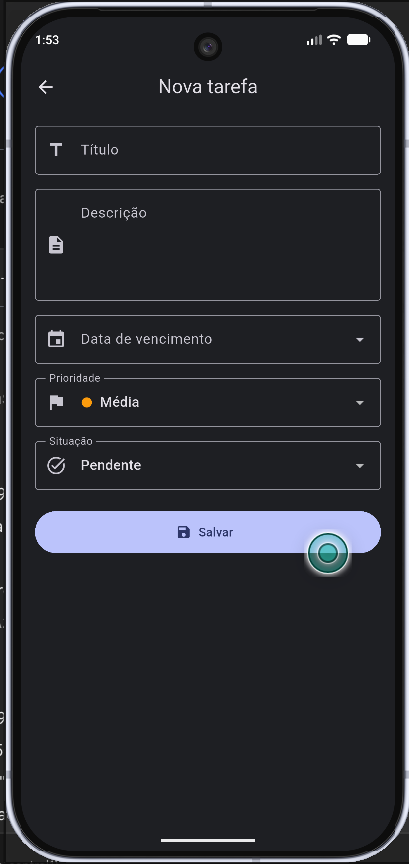 1:53
Nova tarefa
Título
Descrição
Data de vencimento
Prioridade
Média
Situação
Pendente
Salvar